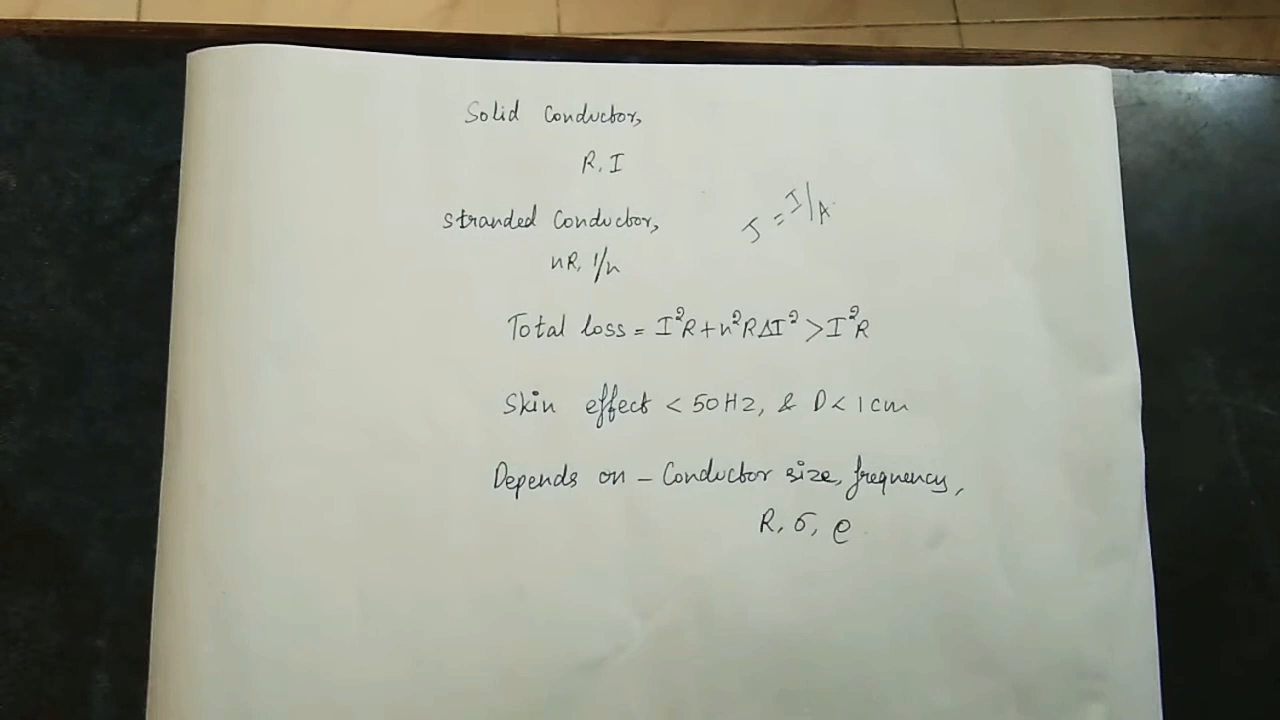 Solid Conductor,
R, I
Stranded Conductor,
J = I/A
nR, 1/n
Total loss = I²R + n²RΔI² > I²R
Skin effect < 50Hz, & D < 1cm
Depends on - Conductor size, frequency,
R, σ, ρ